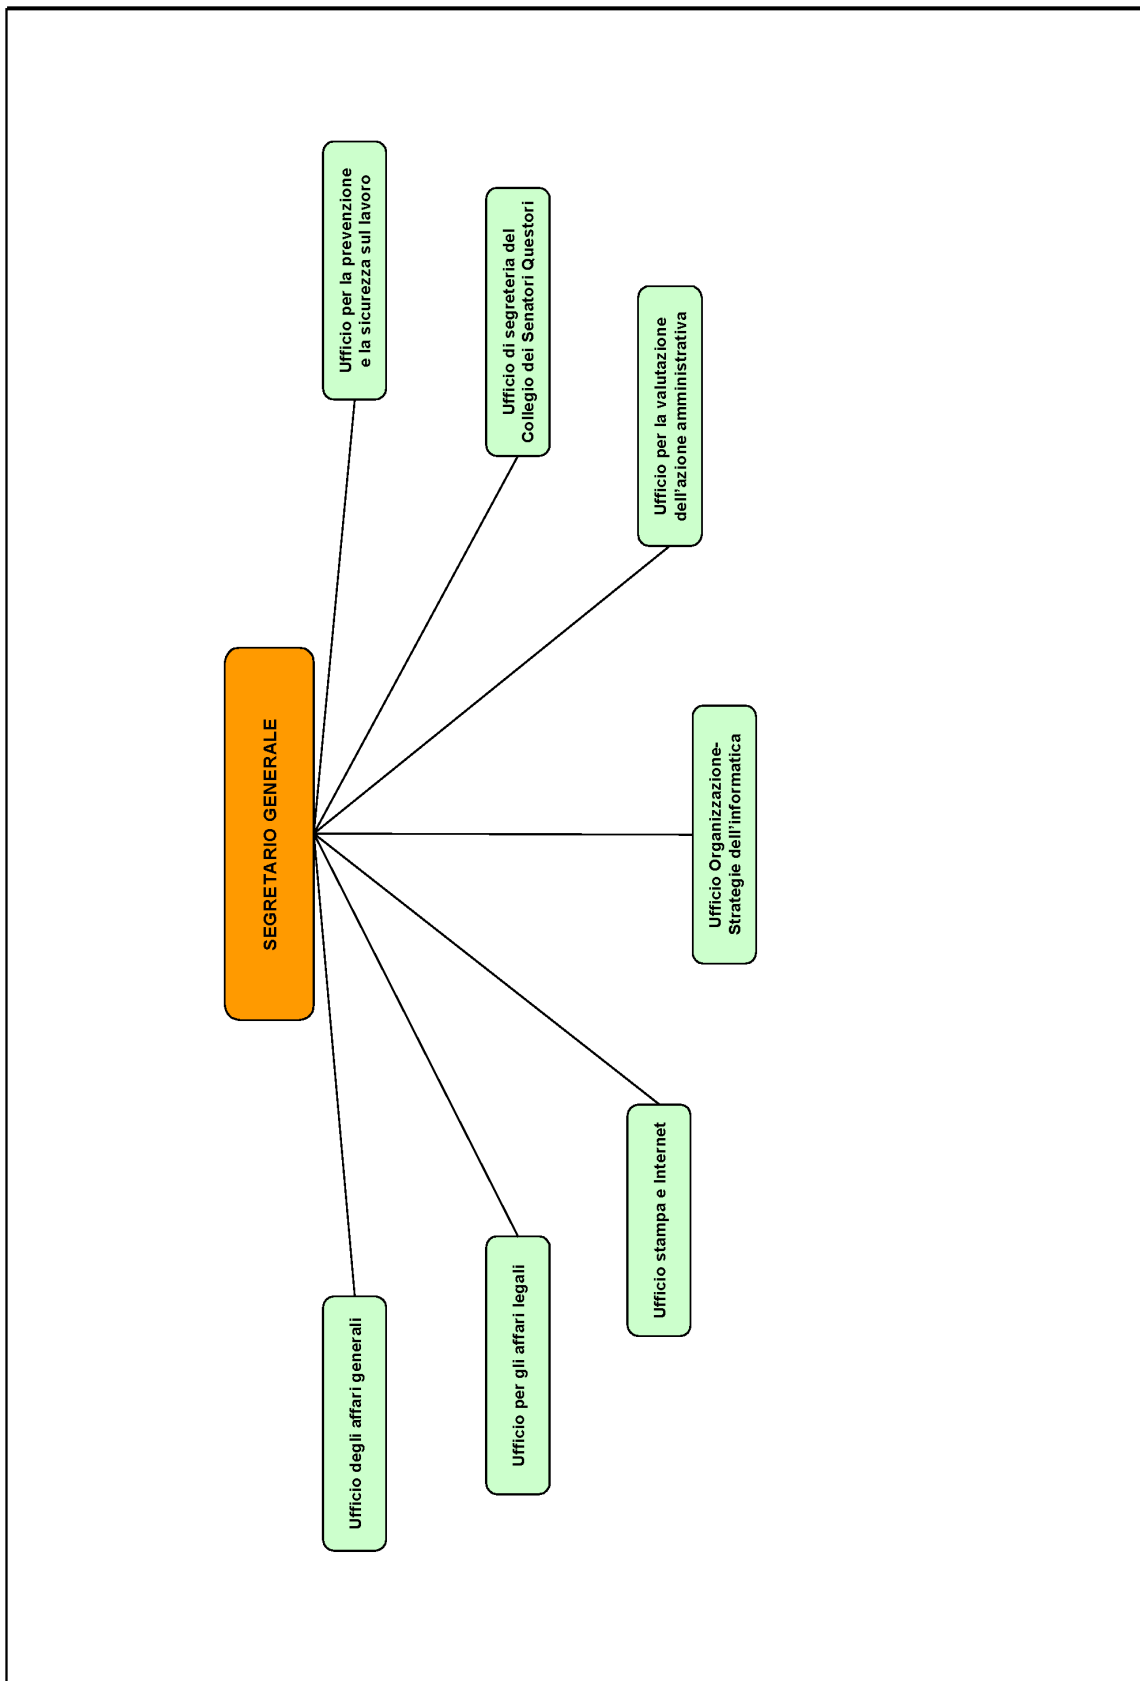 SEGRETARIO GENERALE
Ufficio degli affari generali
Ufficio per gli affari legali
Ufficio stampa e Internet
Ufficio Organizzazione-
Strategie dell'informatica
Ufficio per la valutazione
dell'azione amministrativa
Ufficio di segreteria del
Collegio dei Senatori Questori
Ufficio per la prevenzione
e la sicurezza sul lavoro